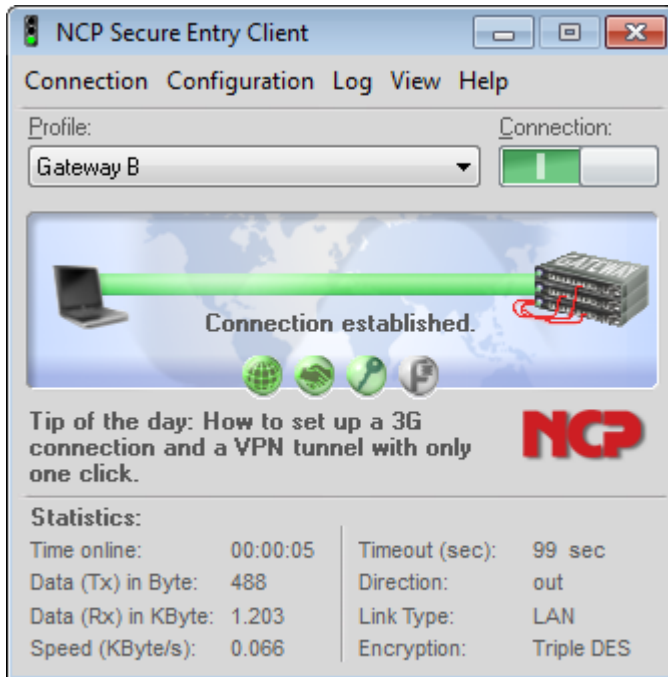 NCP Secure Entry Client
Connection Configuration Log View Help
Profile: Connection:
Gateway B
GATEWAY
Connection established.
Tip of the day: How to set up a 3G
connection and a VPN tunnel with only
one click.
NCP
Statistics:
Time online: 00:00:05 Timeout (sec): 99 sec
Data (Tx) in Byte: 488 Direction: out
Data (Rx) in KByte: 1.203 Link Type: LAN
Speed (KByte/s): 0.066 Encryption: Triple DES